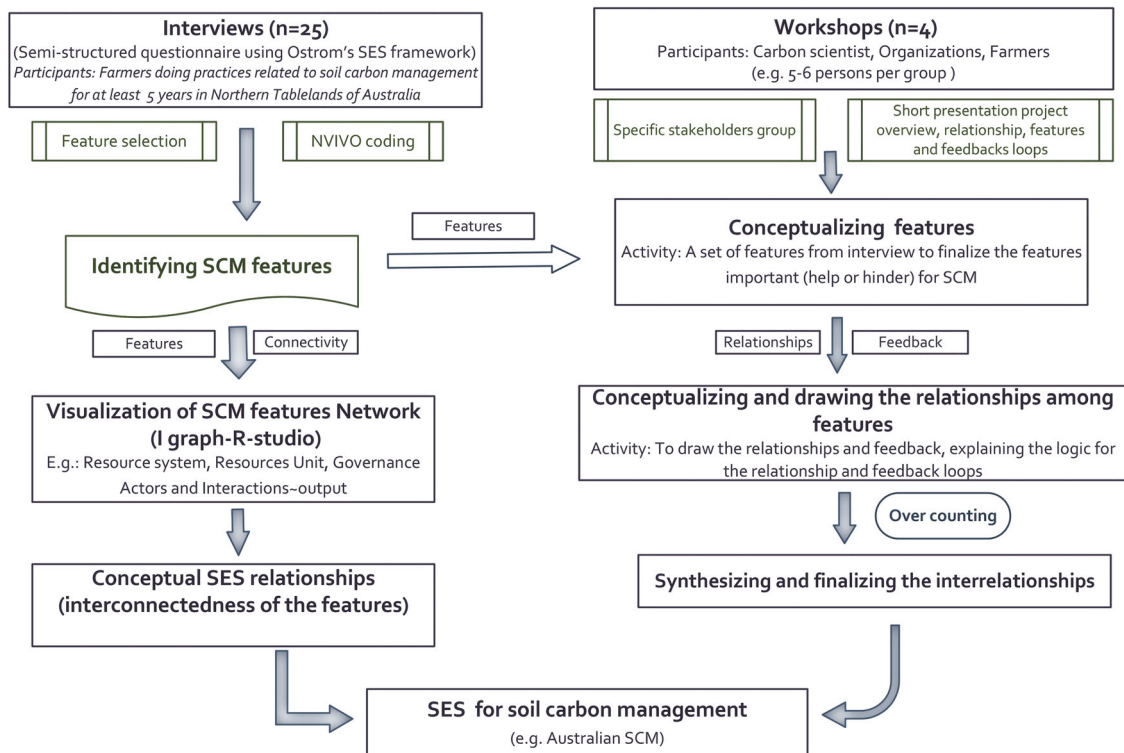 Interviews (n=25)
(Semi-structured questionnaire using Ostrom's SES framework)
Participants: Farmers doing practices related to soil carbon management
for at least 5 years in Northern Tablelands of Australia
Feature selection
NVIVO coding
Identifying SCM features
Features
Connectivity
Visualization of SCM features Network
(I graph-R-studio)
E.g.: Resource system, Resources Unit, Governance
Actors and Interactions~output
Conceptual SES relationships
(interconnectedness of the features)
Features
Workshops (n=4)
Participants: Carbon scientist, Organizations, Farmers
(e.g. 5-6 persons per group )
Specific stakeholders group
Short presentation project
overview, relationship, features
and feedbacks loops
Conceptualizing features
Activity: A set of features from interview to finalize the features
important (help or hinder) for SCM
Relationships
Feedback
Conceptualizing and drawing the relationships among
features
Activity: To draw the relationships and feedback, explaining the logic for
the relationship and feedback loops
Over counting
Synthesizing and finalizing the interrelationships
SES for soil carbon management
(e.g. Australian SCM)